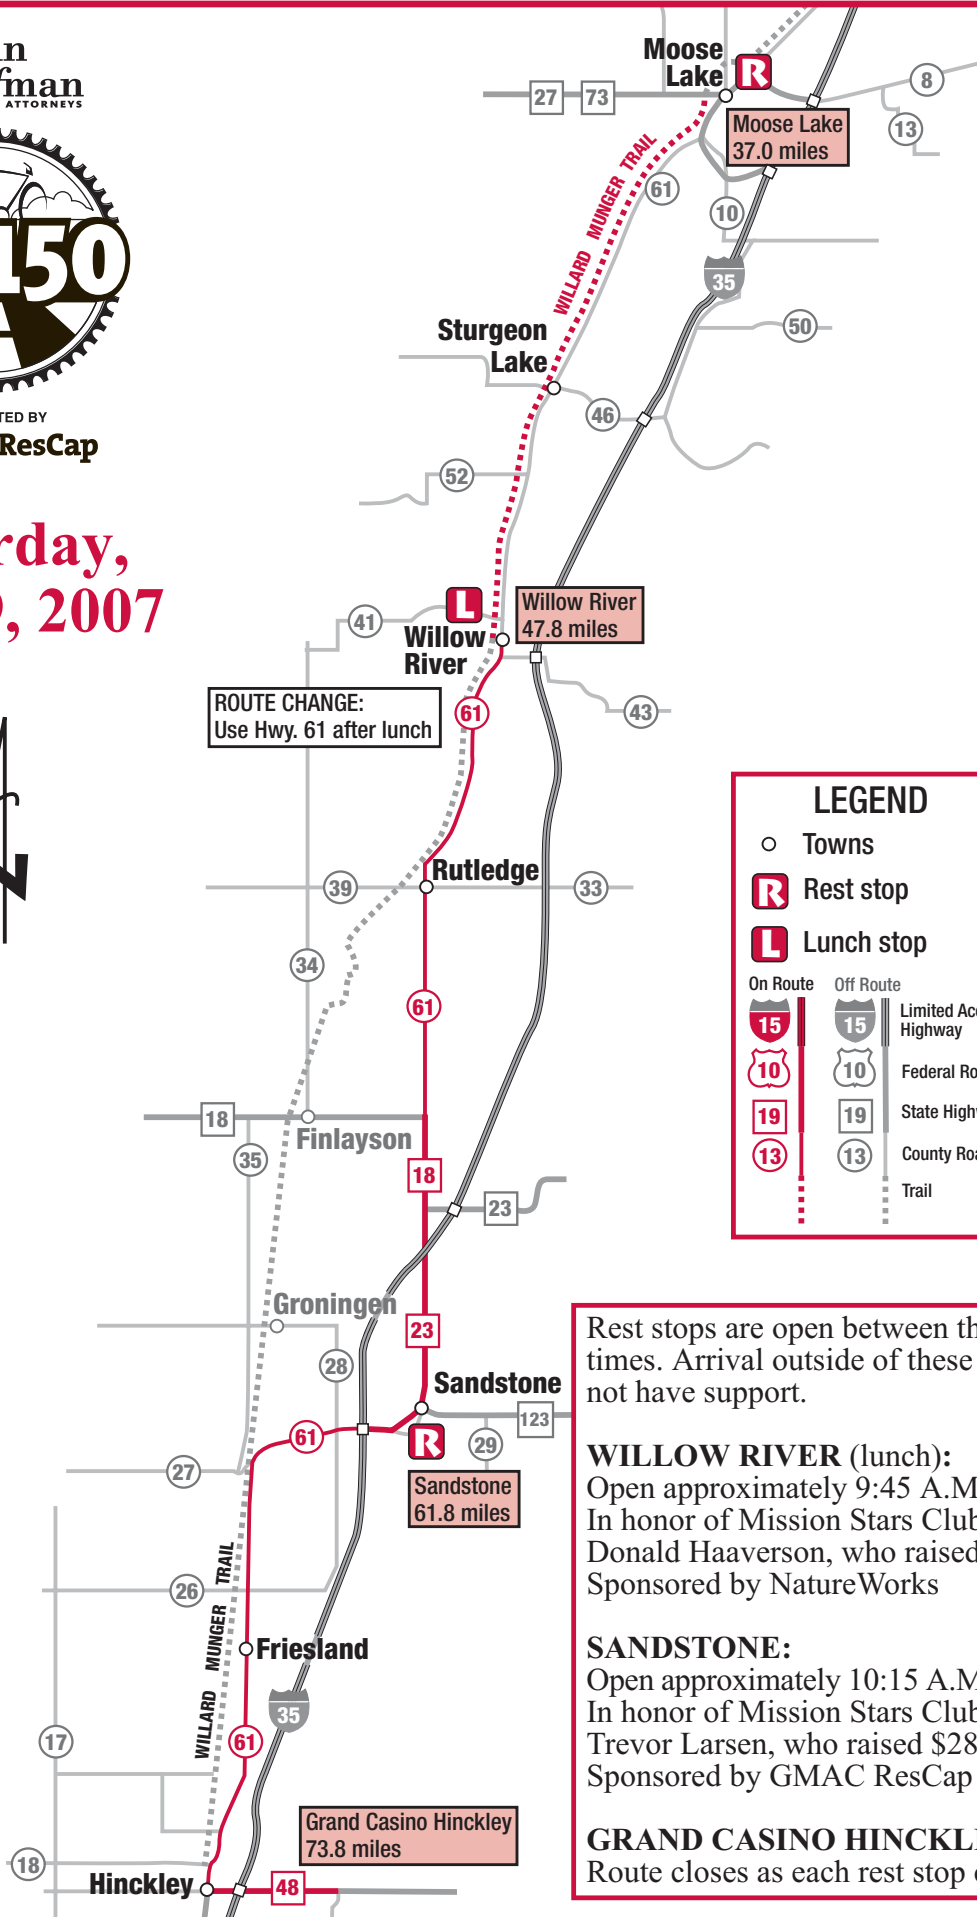 ATTORNEYS
150
TED BY
ResCap
rday,
, 2007
Moose
Lake
R
27
73
8
13
Moose Lake
37.0 miles
WILLARD MUNGER TRAIL
61
10
35
50
Sturgeon
Lake
46
52
L
Willow River
47.8 miles
41
Willow
River
ROUTE CHANGE:
Use Hwy. 61 after lunch
61
43
Rutledge
39
33
34
61
18
Finlayson
35
18
23
Groningen
23
28
Sandstone
123
61
R
29
27
Sandstone
61.8 miles
WILLARD MUNGER TRAIL
26
Friesland
35
17
61
Grand Casino Hinckley
73.8 miles
18
Hinckley
48
LEGEND
Towns
R Rest stop
L Lunch stop
On Route Off Route
15 15 Limited
Highway
10 10 Federal
19 19 State
13 13 County
Trail
Rest stops are open between
times. Arrival outside of these
not have support.
WILLOW RIVER (lunch):
Open approximately 9:45 A.M
In honor of Mission Stars Club
Donald Haaverson, who raised
Sponsored by NatureWorks
SANDSTONE:
Open approximately 10:15 A.M
In honor of Mission Stars Club
Trevor Larsen, who raised $28
Sponsored by GMAC ResCap
GRAND CASINO HINCKL
Route closes as each rest stop